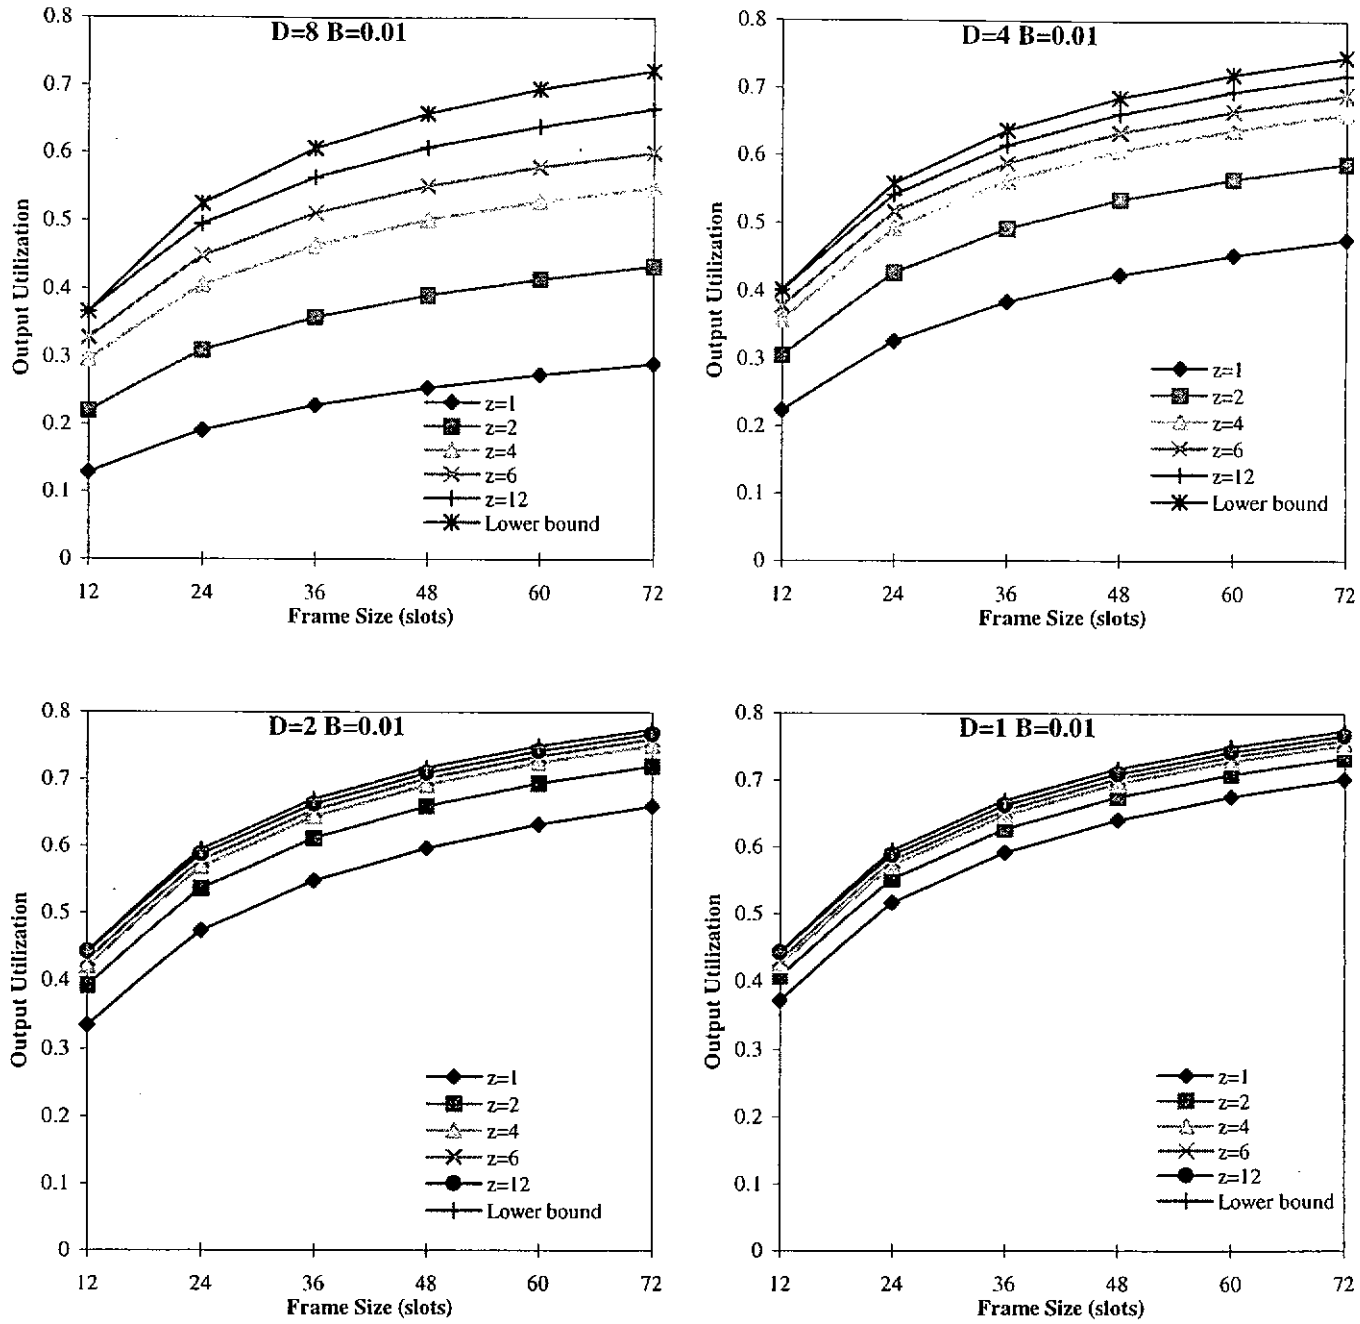 D=8 B=0.01
Output Utilization
0.8
0.7
0.6
0.5
0.4
0.3
0.2
0.1
0
z=1
z=2
z=4
z=6
z=12
Lower bound
12 24 36 48 60 72
Frame Size (slots)
D=4 B=0.01
Output Utilization
0.8
0.7
0.6
0.5
0.4
0.3
0.2
0.1
0
z=1
z=2
z=4
z=6
z=12
Lower bound
12 24 36 48 60 72
Frame Size (slots)
D=2 B=0.01
Output Utilization
0.8
0.7
0.6
0.5
0.4
0.3
0.2
0.1
0
z=1
z=2
z=4
z=6
z=12
Lower bound
12 24 36 48 60 72
Frame Size (slots)
D=1 B=0.01
Output Utilization
0.8
0.7
0.6
0.5
0.4
0.3
0.2
0.1
0
z=1
z=2
z=4
z=6
z=12
Lower bound
12 24 36 48 60 72
Frame Size (slots)